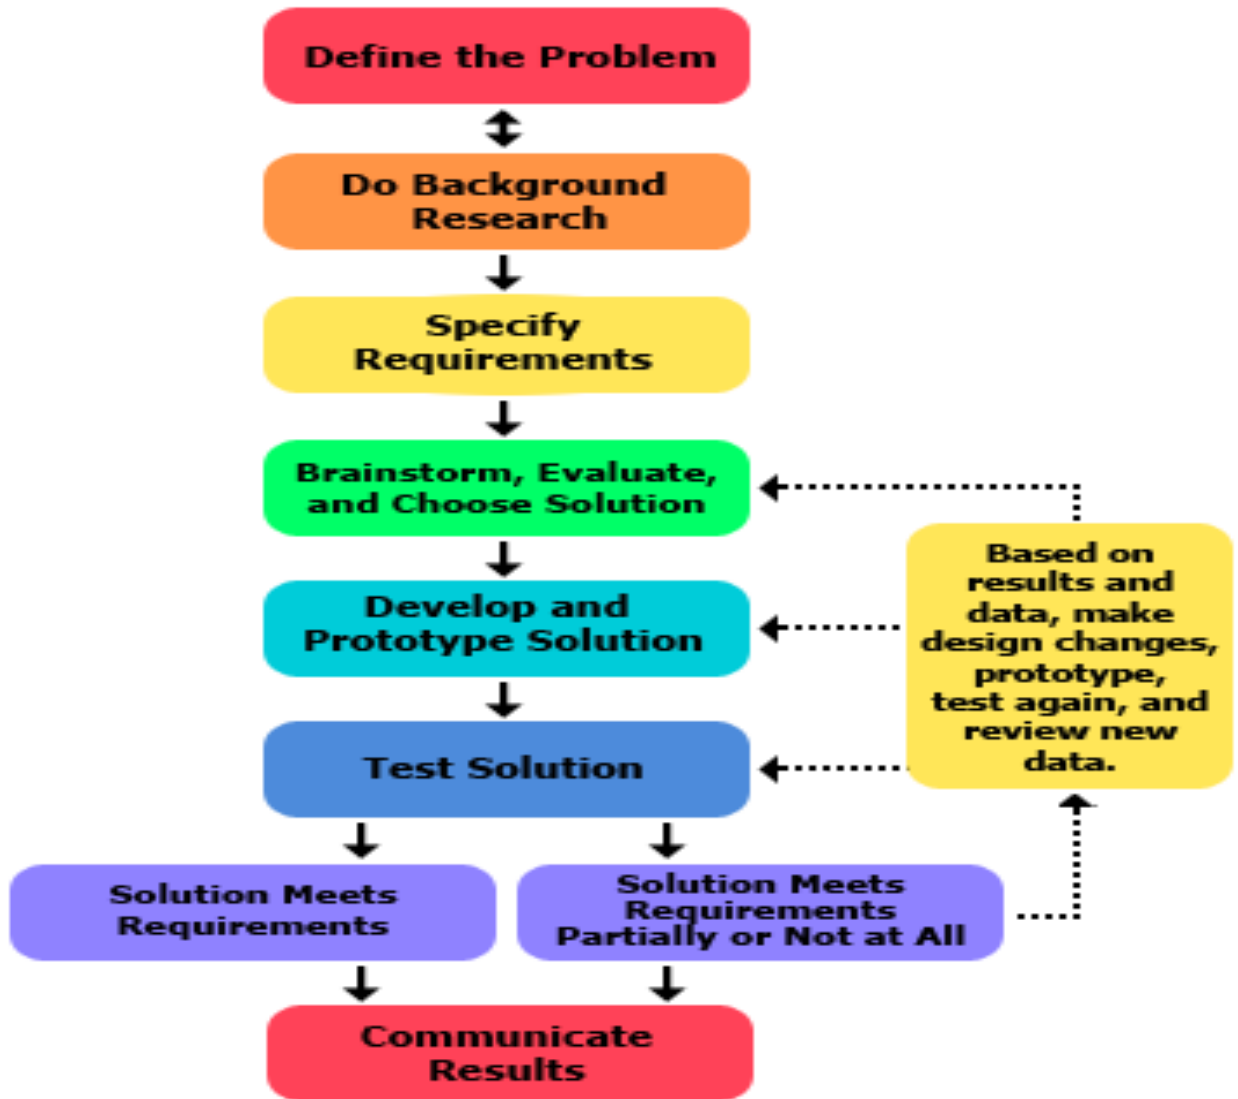 Define the Problem
Do Background
Research
Specify
Requirements
Brainstorm, Evaluate,
and Choose Solution
Develop and
Prototype Solution
Test Solution
Based on
results and
data, make
design changes,
prototype,
test again, and
review new
data.
Solution Meets
Requirements
Solution Meets
Requirements
Partially or Not at All
Communicate
Results